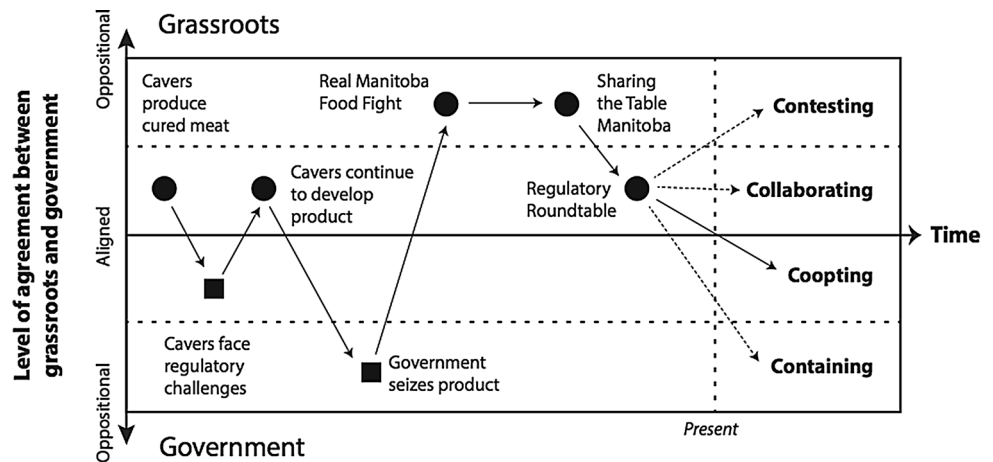 Grassroots
Level of agreement between
grassroots and government
Oppositional
Aligned
Oppositional
Cavers
produce
cured meat
Real Manitoba
Food Fight
Sharing
the Table
Manitoba
Contesting
Cavers continue
to develop
product
Regulatory
Roundtable
Collaborating
Time
Coopting
Cavers face
regulatory
challenges
Government
seizes product
Containing
Present
Government